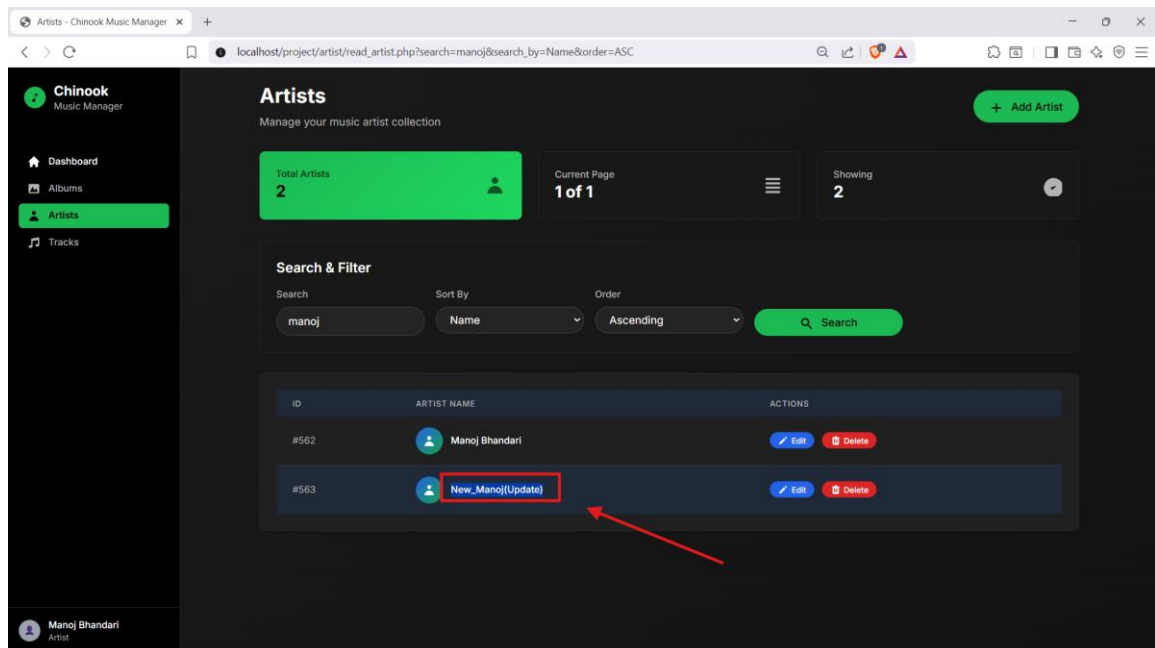 Artists - Chinook Music Manager
localhost/project/artist/read_artist.php?search=manoj&search_by=Name&order=ASC
Chinook
Music Manager
Dashboard
Albums
Artists
Tracks
Manoj Bhandari
Artist
Artists
Manage your music artist collection
+ Add Artist
Total Artists
2
Current Page
1 of 1
Showing
2
Search & Filter
Search
Sort By
Order
manoj
Name
Ascending
Search
ID ARTIST NAME ACTIONS
#562 Manoj Bhandari Edit Delete
#563 New_Manoj(Update) Edit Delete